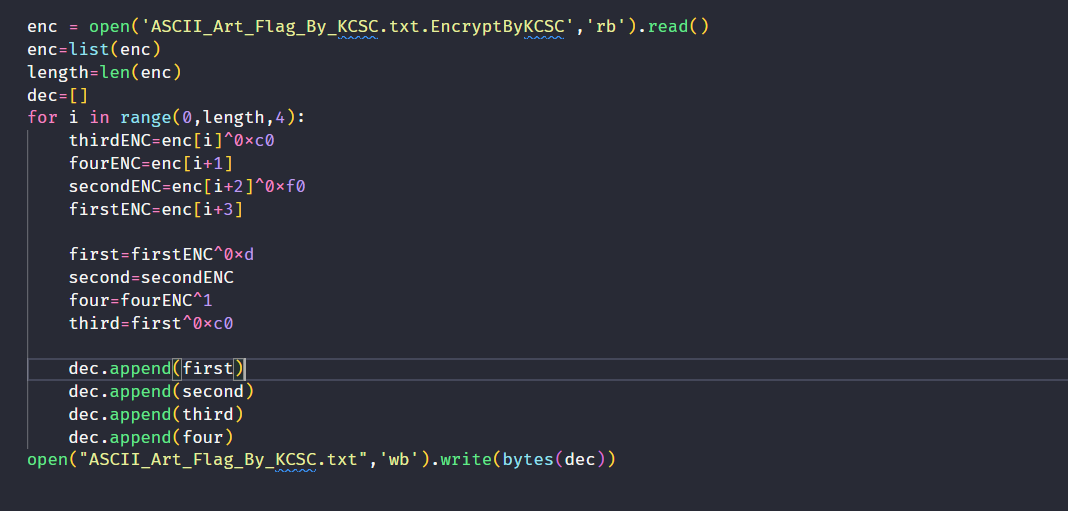 enc = open('ASCII_Art_Flag_By_KCSC.txt.EncryptByKCSC','rb').read()
enc=list(enc)
length=len(enc)
dec=[]
for i in range(0,length,4):
    thirdENC=enc[i]^0xc0
    fourENC=enc[i+1]
    secondENC=enc[i+2]^0xf0
    firstENC=enc[i+3]

    first=firstENC^0xd
    second=secondENC
    four=fourENC^1
    third=first^0xc0

    dec.append(first)
    dec.append(second)
    dec.append(third)
    dec.append(four)
open("ASCII_Art_Flag_By_KCSC.txt",'wb').write(bytes(dec))